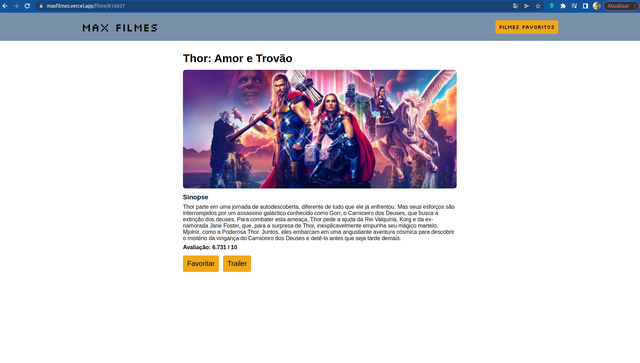 maxfilmes.vercel.app/filme/616037
Atualizar
MAX FILMES
FILMES FAVORITOS
Thor: Amor e Trovão
Sinopse
Thor parte em uma jornada de autodescoberta, diferente de tudo que ele já enfrentou. Mas seus esforços são
interrompidos por um assassino galáctico conhecido como Gorr, o Carniceiro dos Deuses, que busca a
extinção dos deuses. Para combater esta ameaça, Thor pede a ajuda da Rei Valquíria, Korg e da ex-
namorada Jane Foster, que, para a surpresa de Thor, inexplicavelmente empunha seu mágico martelo,
Mjolnir, como a Poderosa Thor. Juntos, eles embarcam em uma angustiante aventura cósmica para descobrir
o mistério da vingança do Carniceiro dos Deuses e detê-lo antes que seja tarde demais.
Avaliação: 6.731 / 10
Favoritar
Trailer